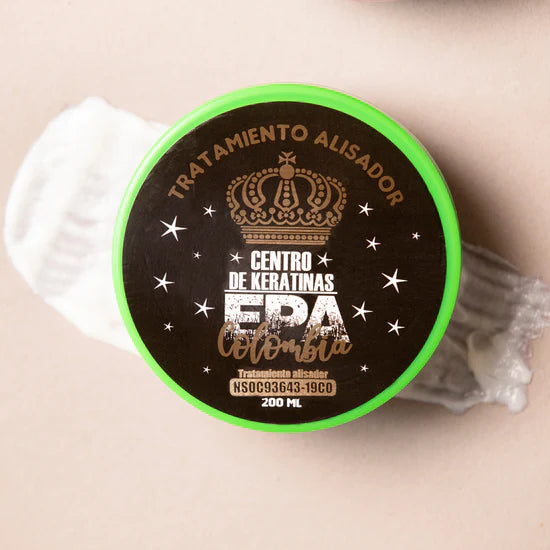 TRATAMIENTO ALISADOR
CENTRO
DE KERATINAS
EPA
Colombia
Tratamiento alisador
NSOC93643-19CO
200 ML